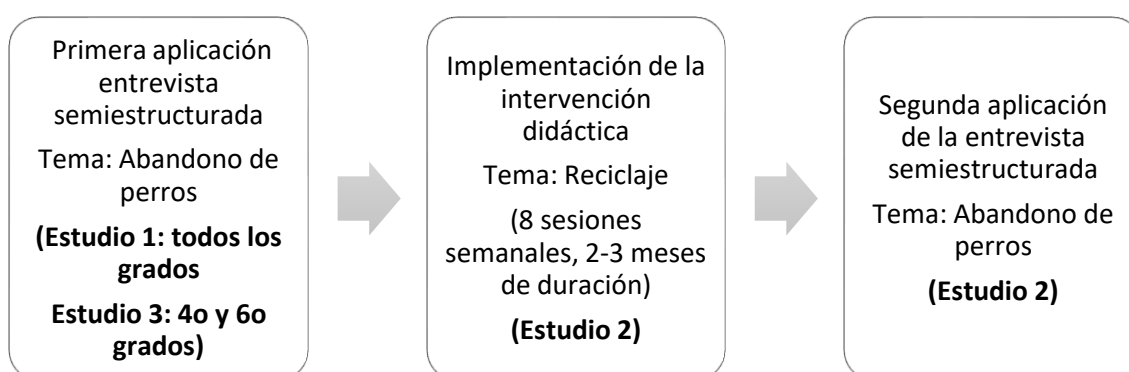 Primera aplicación
entrevista
semiestructurada
Tema: Abandono de
perros
(Estudio 1: todos los
grados
Estudio 3: 4o y 6o
grados)
Implementación de la
intervención
didáctica
Tema: Reciclaje
(8 sesiones
semanales, 2-3 meses
de duración)
(Estudio 2)
Segunda aplicación
de la entrevista
semiestructurada
Tema: Abandono de
perros
(Estudio 2)